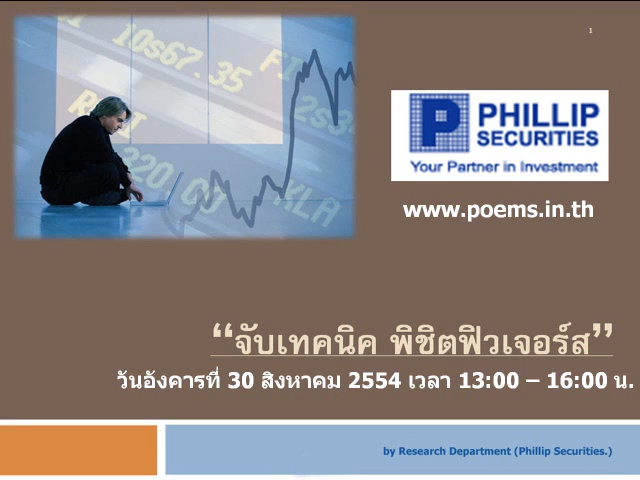 1
10s67.35
PHILLIP
SECURITIES
Your Partner in Investment
www.poems.in.th
“จับเทคนิค พิชิตฟิวเจอร์ส”
วันอังคารที่ 30 สิงหาคม 2554 เวลา 13:00 – 16:00 น.
by Research Department (Phillip Securities.)